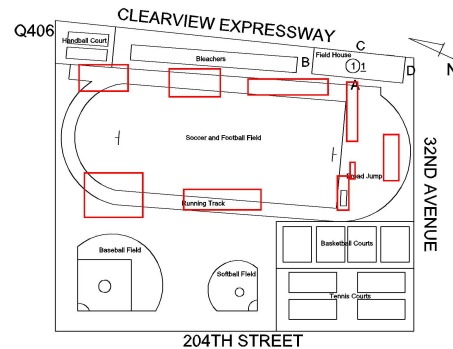 CLEARVIEW EXPRESSWAY
Q406
Handball Court
Bleachers
B
C
Field House
1 1
A
D
N
Soccer and Football Field
32ND AVENUE
Broad Jump
Running Track
Baseball Field
Softball Field
Basketball Courts
Tennis Courts
204TH STREET